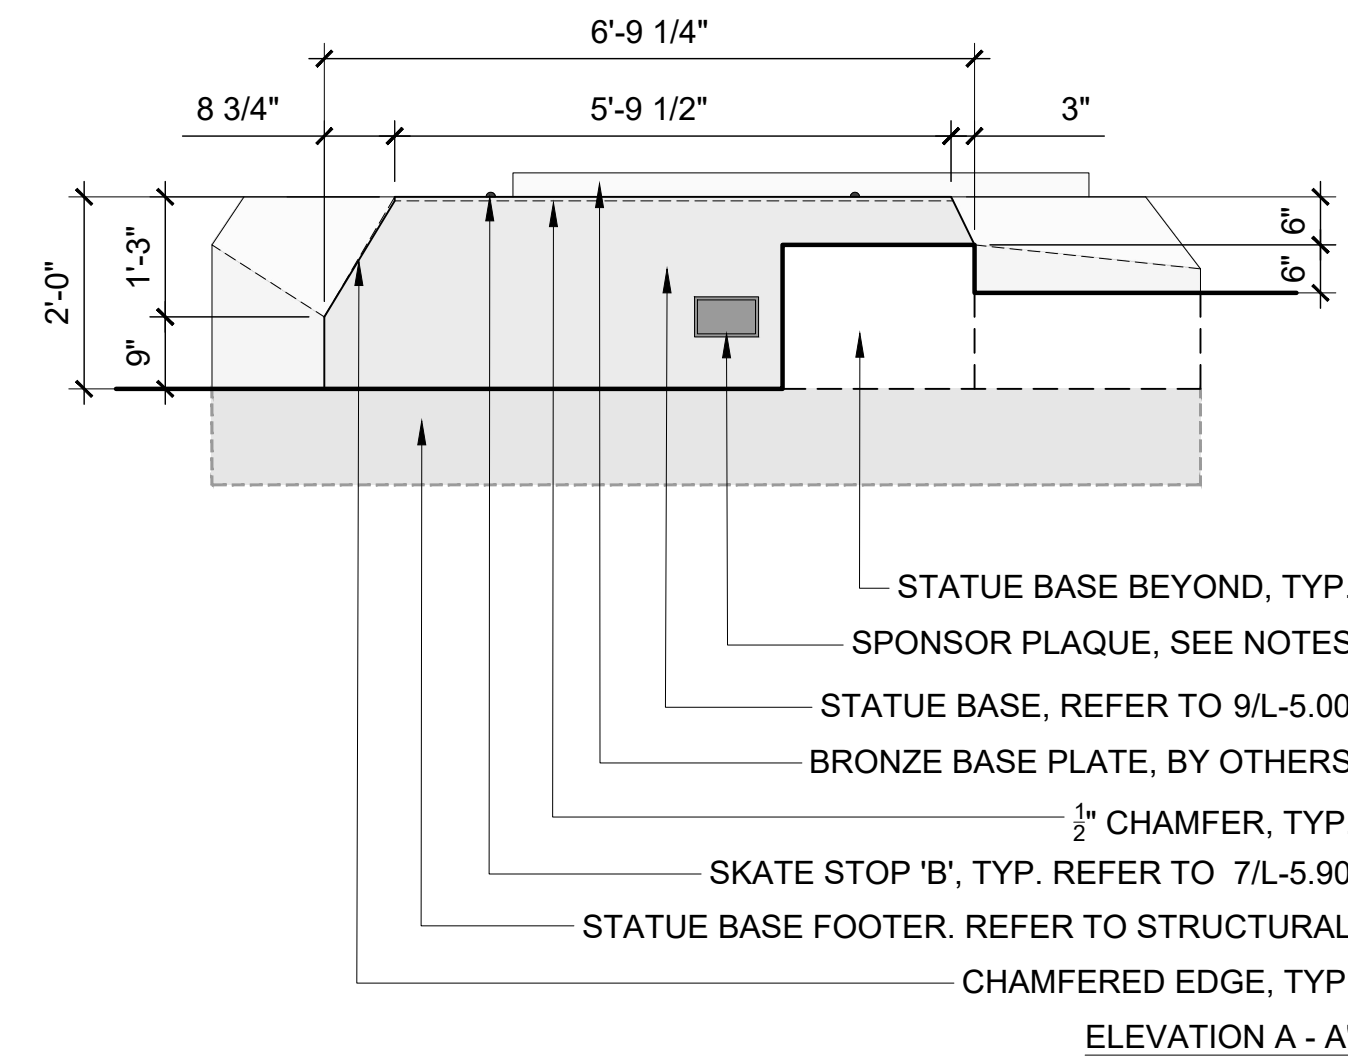 6'-9 1/4"
8 3/4"
5'-9 1/2"
3"
2'-0"
1'-3"
9"
6"
6"
STATUE BASE BEYOND, TYP.
SPONSOR PLAQUE, SEE NOTES
STATUE BASE, REFER TO 9/L-5.00
BRONZE BASE PLATE, BY OTHERS
1/2" CHAMFER, TYP.
SKATE STOP 'B', TYP. REFER TO 7/L-5.90
STATUE BASE FOOTER. REFER TO STRUCTURAL
CHAMFERED EDGE, TYP
ELEVATION A - A'